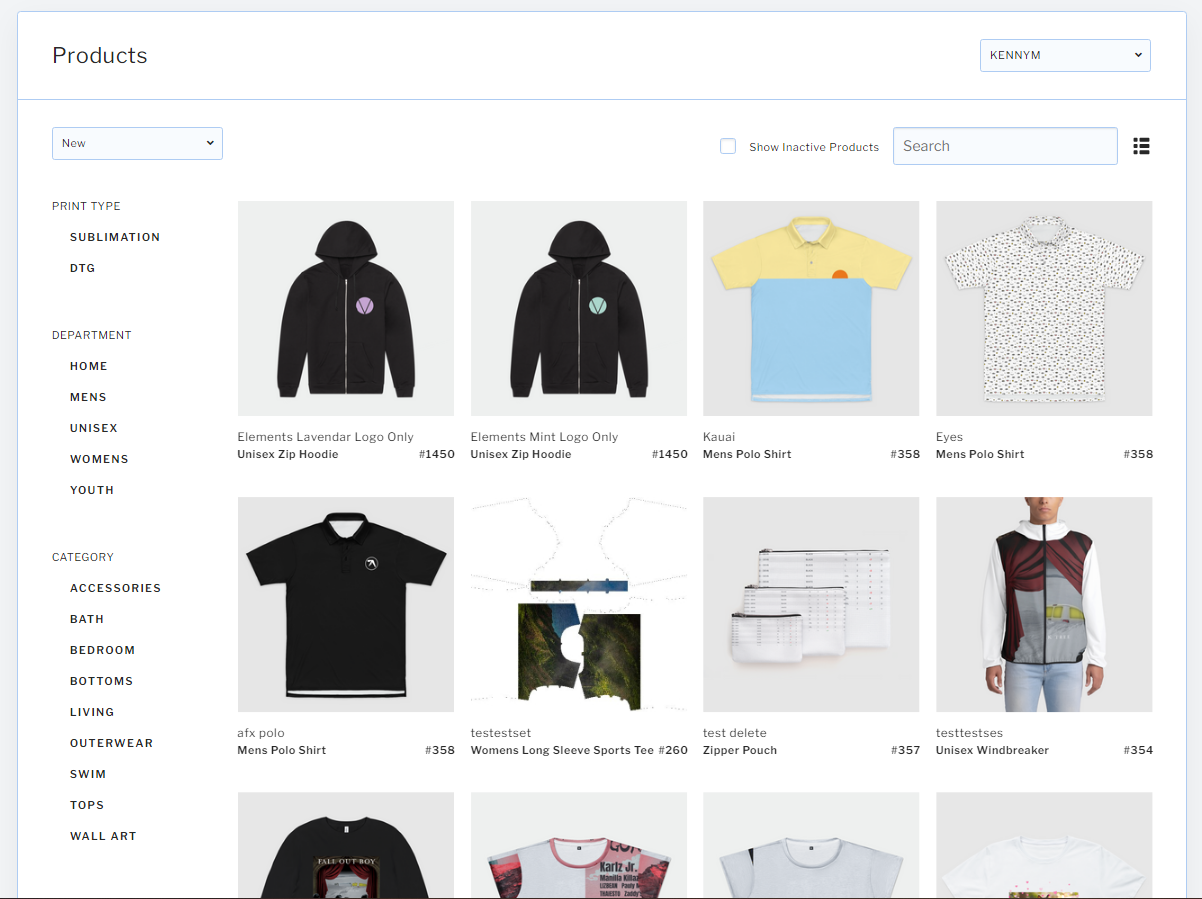 Products
KENNYM
New
Show Inactive Products
Search
PRINT TYPE
SUBLIMATION
DTG
DEPARTMENT
HOME
MENS
UNISEX
WOMENS
YOUTH
CATEGORY
ACCESSORIES
BATH
BEDROOM
BOTTOMS
LIVING
OUTERWEAR
SWIM
TOPS
WALL ART
Elements Lavendar Logo Only
Unisex Zip Hoodie #1450
Elements Mint Logo Only
Unisex Zip Hoodie #1450
Kauai
Mens Polo Shirt #358
Eyes
Mens Polo Shirt #358
afx polo
Mens Polo Shirt #358
testestset
Womens Long Sleeve Sports Tee #260
test delete
Zipper Pouch #357
testtestses
Unisex Windbreaker #354
FALL OUT BOY
Karlz Jr.
Manilla Killaz